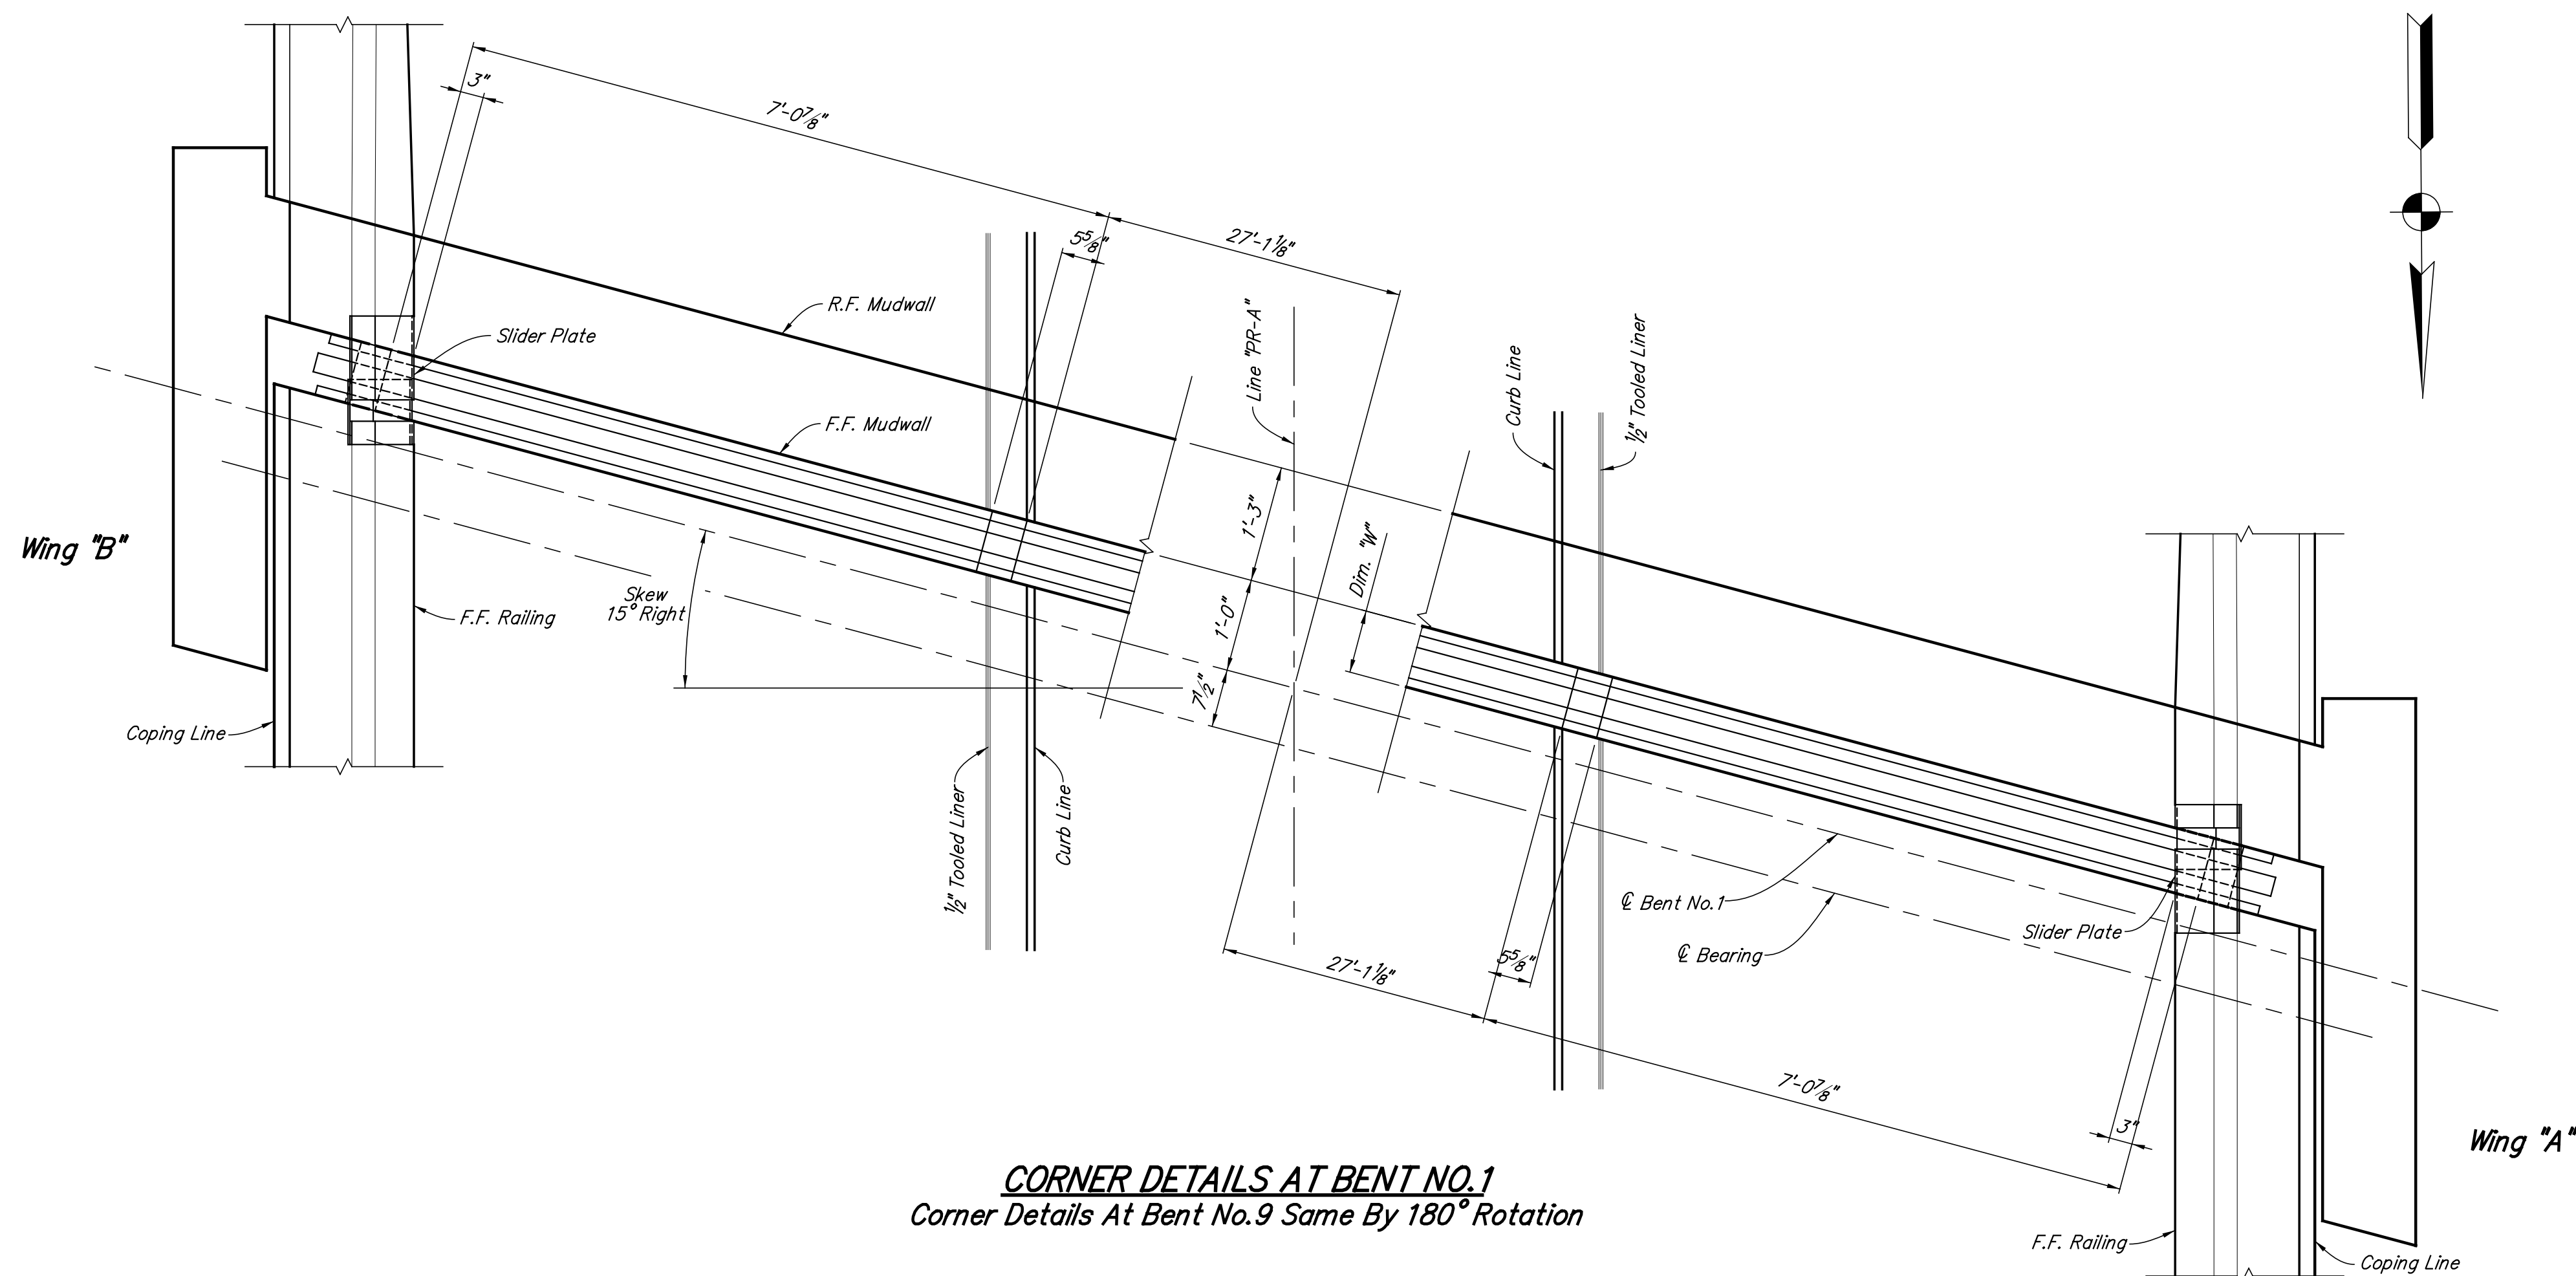 3"
7'-0⅞"
5⅝"
27'-1⅛"
R.F. Mudwall
Slider Plate
F.F. Mudwall
Line "PR-A"
Curb Line
½" Tooled Liner
1'-3"
Dim. "W"
Wing "B"
Skew
15° Right
1'-0"
F.F. Railing
7½"
Coping Line
½" Tooled Liner
Curb Line
℄ Bent No.1
Slider Plate
℄ Bearing
27'-1⅛"
5⅝"
7'-0⅞"
3"
Wing "A"
CORNER DETAILS AT BENT NO.1
Corner Details At Bent No.9 Same By 180° Rotation
F.F. Railing
Coping Line